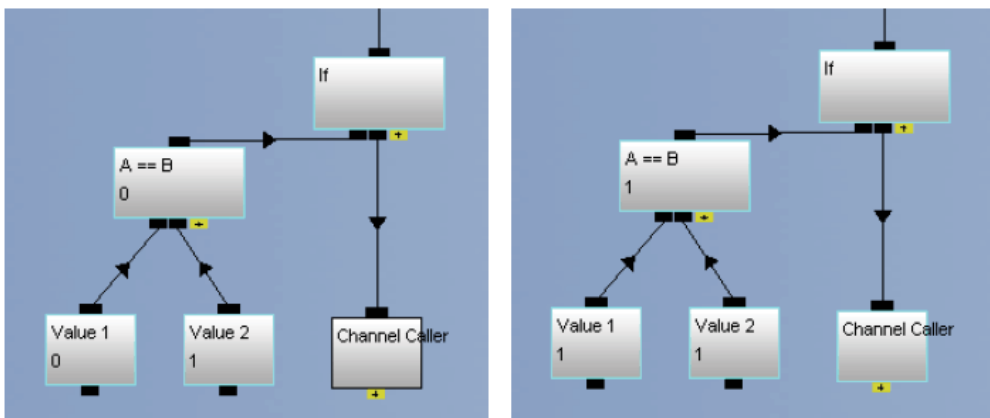 If
A == B
0
Value 1
0
Value 2
1
Channel Caller
If
A == B
1
Value 1
1
Value 2
1
Channel Caller